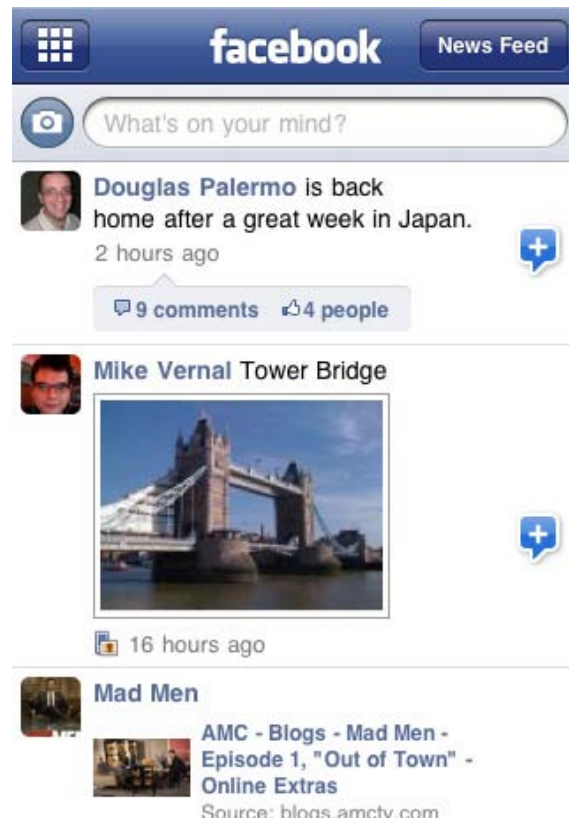 facebook
News Feed
What's on your mind?
Douglas Palermo is back
home after a great week in Japan.
2 hours ago
9 comments 4 people
Mike Vernal Tower Bridge
16 hours ago
Mad Men
AMC - Blogs - Mad Men -
Episode 1, "Out of Town" -
Online Extras
Source: blogs.amctv.com